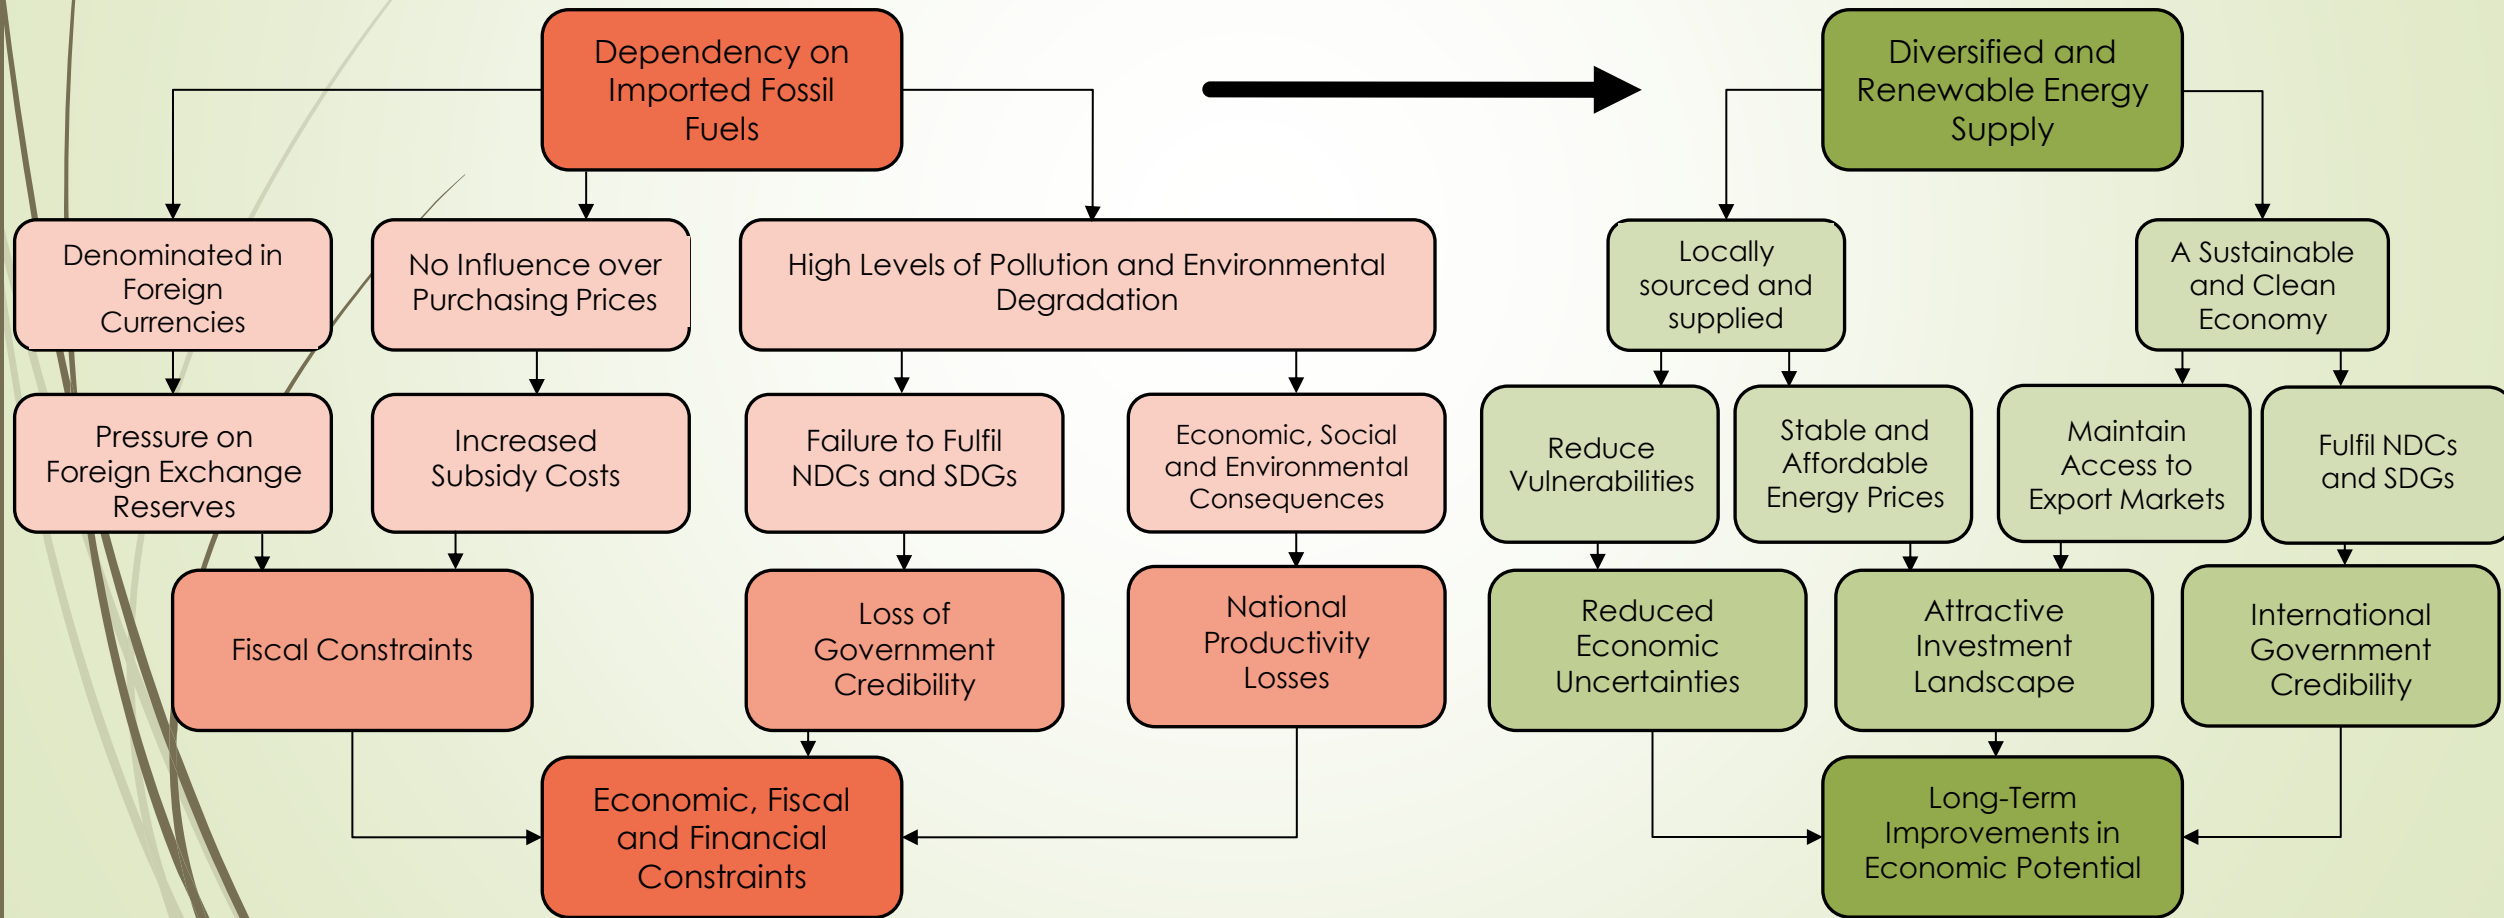 Dependency on
Imported Fossil
Fuels
Diversified and
Renewable Energy
Supply
Denominated in
Foreign
Currencies
No Influence over
Purchasing Prices
High Levels of Pollution and Environmental
Degradation
Locally
sourced and
supplied
A Sustainable
and Clean
Economy
Pressure on
Foreign Exchange
Reserves
Increased
Subsidy Costs
Failure to Fulfil
NDCs and SDGs
Economic, Social
and Environmental
Consequences
Reduce
Vulnerabilities
Stable and
Affordable
Energy Prices
Maintain
Access to
Export Markets
Fulfil NDCs
and SDGs
Fiscal Constraints
Loss of
Government
Credibility
National
Productivity
Losses
Reduced
Economic
Uncertainties
Attractive
Investment
Landscape
International
Government
Credibility
Economic, Fiscal
and Financial
Constraints
Long-Term
Improvements in
Economic Potential